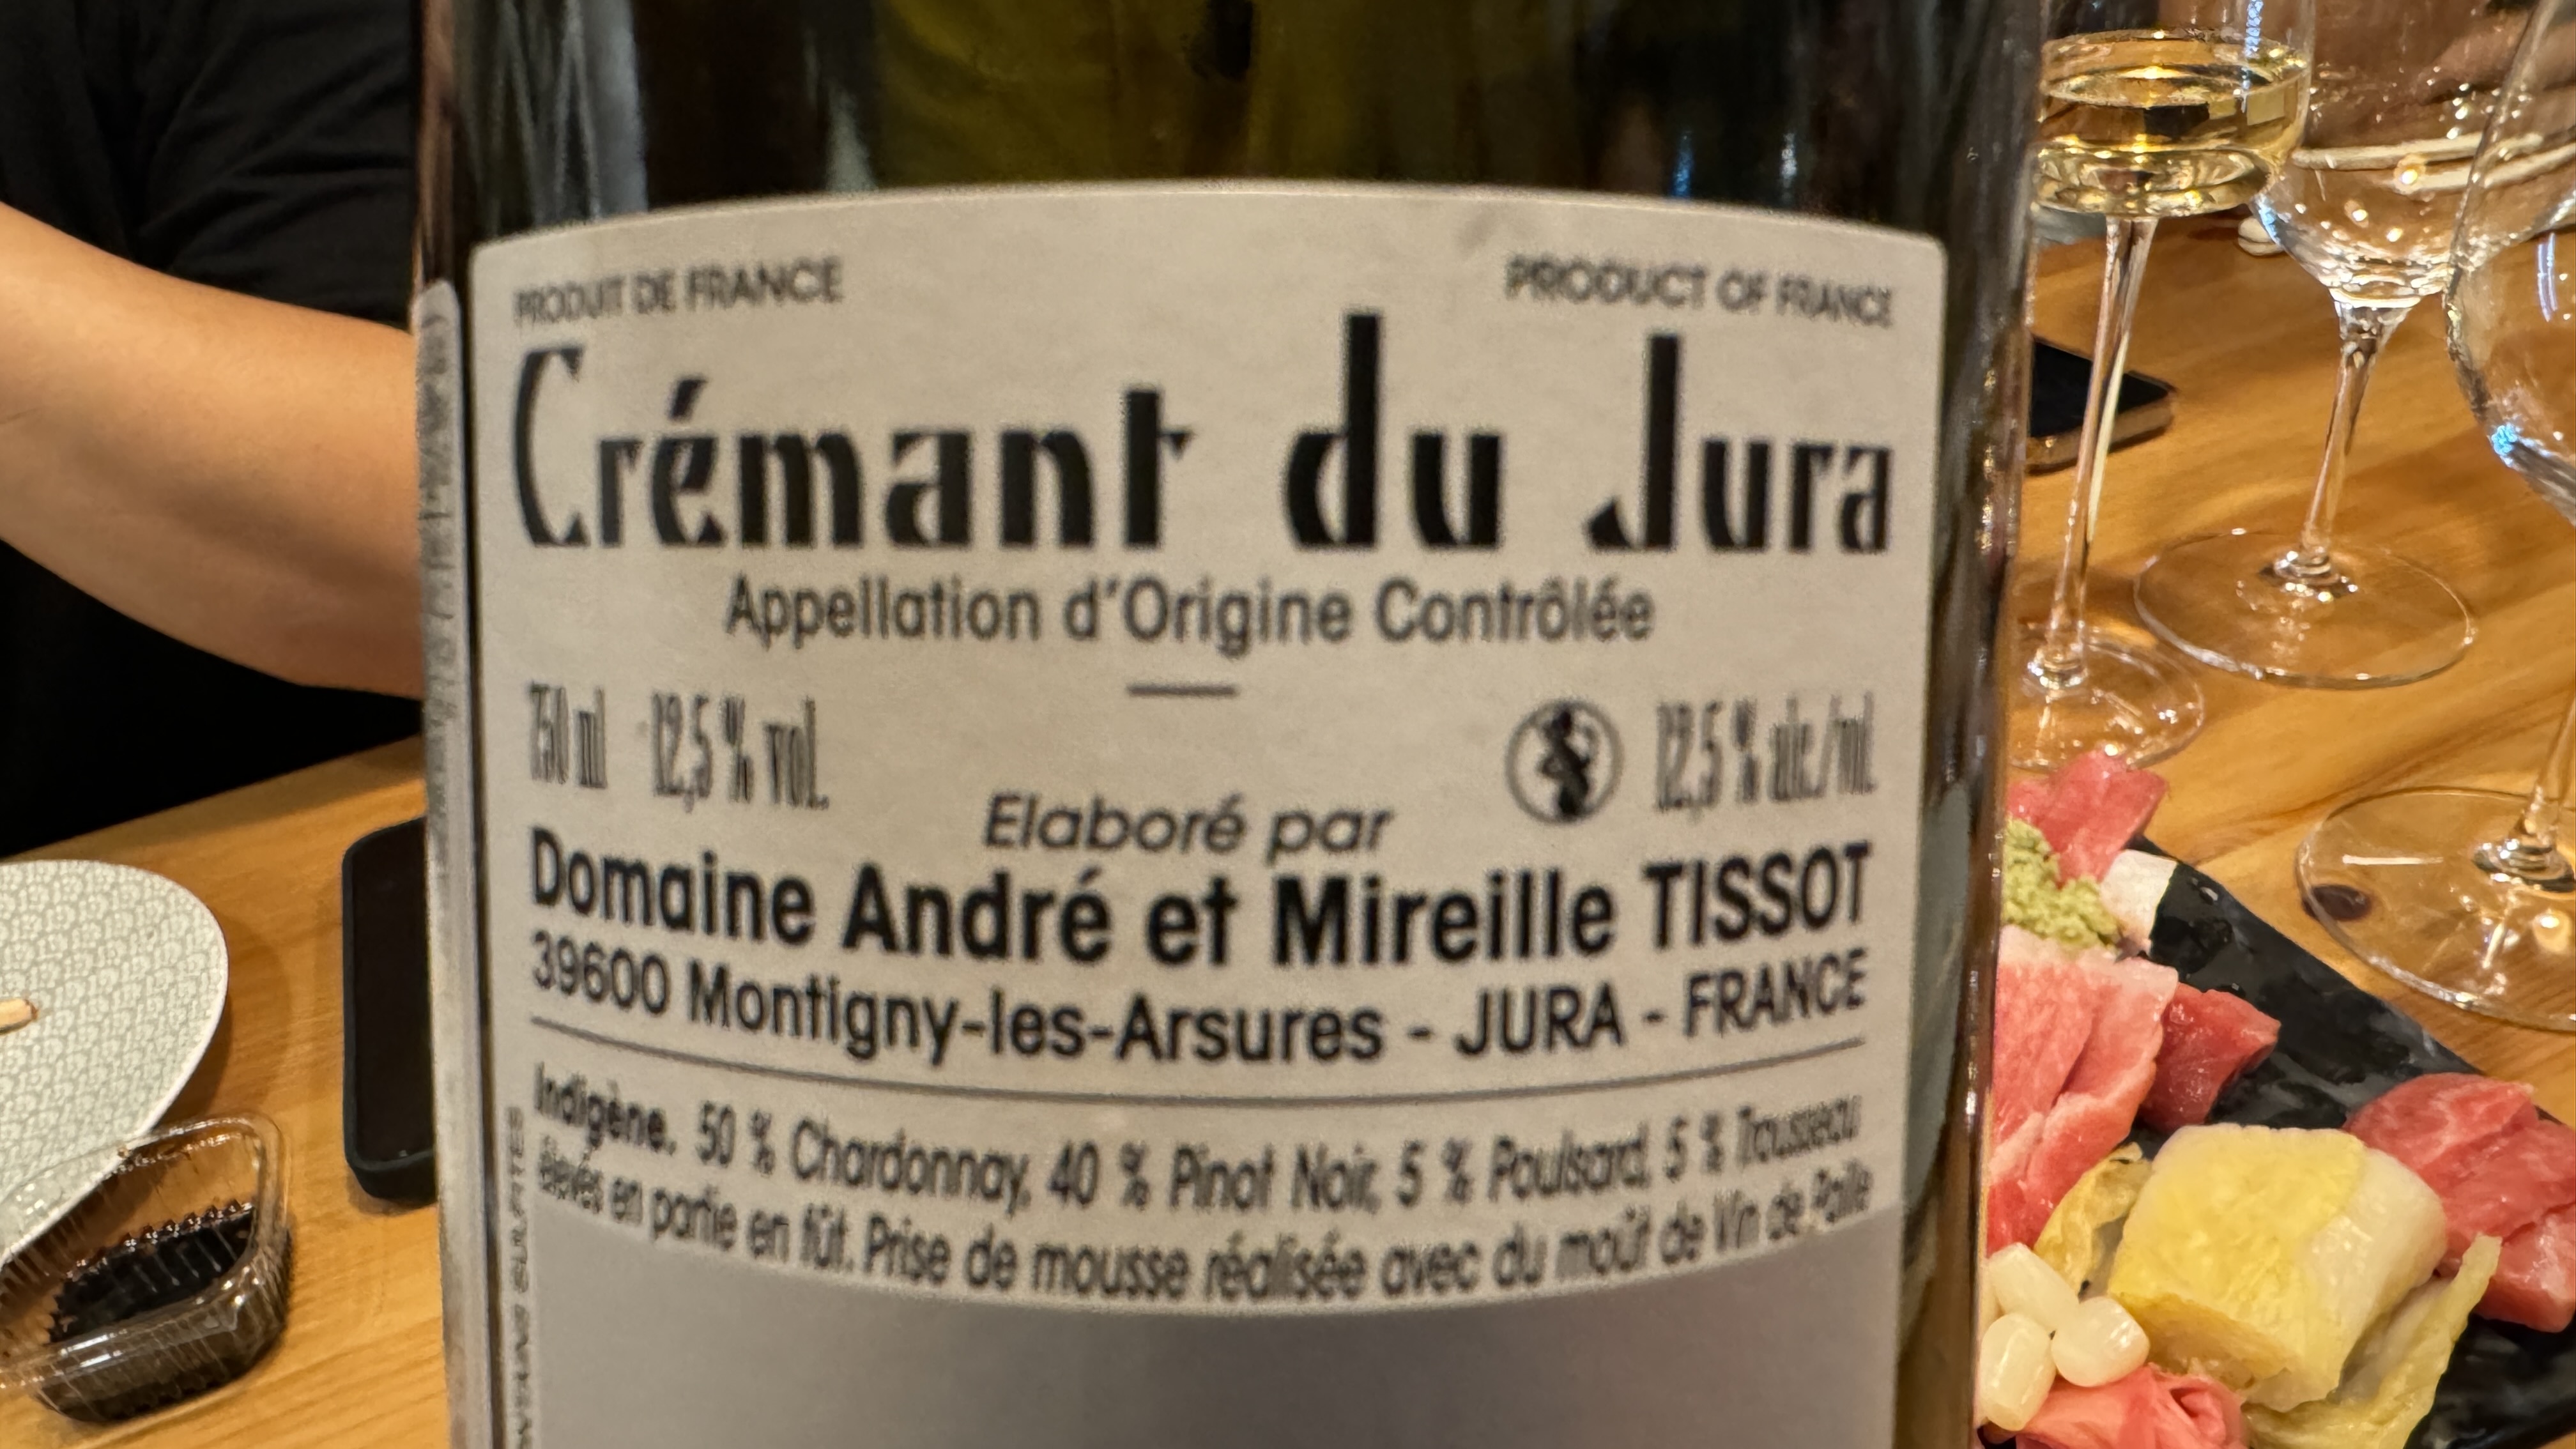 PRODUIT DE FRANCE
PRODUCT OF FRANCE
Crémant du Jura
Appellation d'Origine Contrôlée
750 ml 12,5 % vol.
12,5 % alc./vol.
Elaboré par
Domaine André et Mireille TISSOT
39600 Montigny-les-Arsures - JURA - FRANCE
Indigène. 50 % Chardonnay, 40 % Pinot Noir, 5 % Poulsard, 5 % Trousseau
élevés en partie en fût. Prise de mousse réalisée avec du moût de Vin de Paille
SULFITES